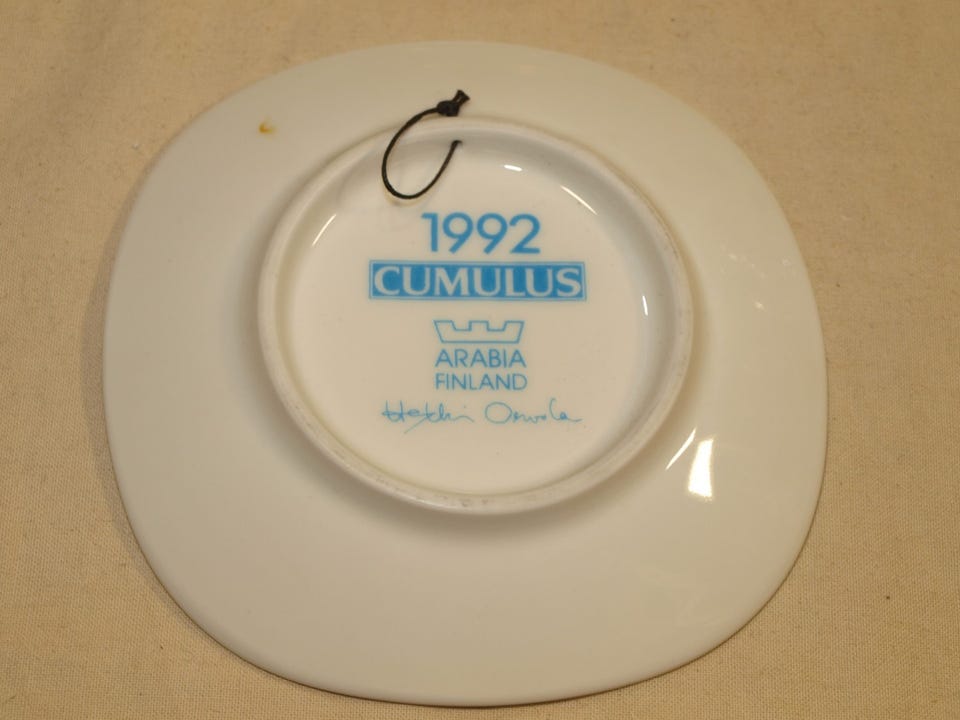 1992
CUMULUS
ARABIA
FINLAND
Heikki Orvola